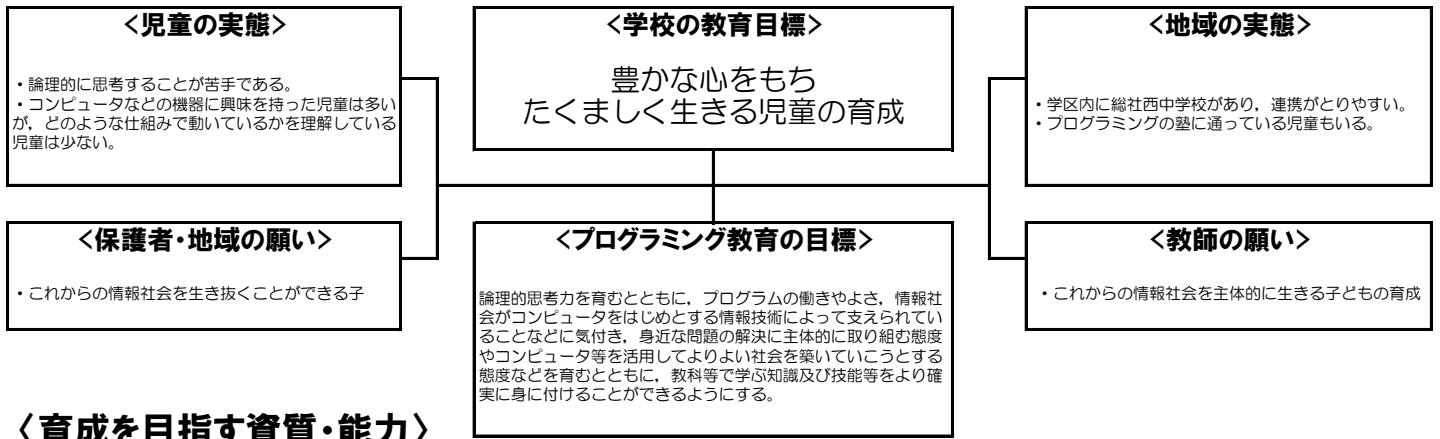 <児童の実態>
・論理的に思考することが苦手である。
・コンピュータなどの機器に興味を持った児童は多い
が，どのような仕組みで動いているかを理解している
児童は少ない。
<学校の教育目標>
豊かな心をもち
たくましく生きる児童の育成
<地域の実態>
・学区内に総社西中学校があり，連携がとりやすい。
・プログラミングの塾に通っている児童もいる。
<保護者・地域の願い>
・これからの情報社会を生き抜くことができる子
<プログラミング教育の目標>
論理的思考力を育むとともに，プログラムの働きやよさ，情報社
会がコンピュータをはじめとする情報技術によって支えられてい
ることなどに気付き，身近な問題の解決に主体的に取り組む態度
やコンピュータ等を活用してよりよい社会を築いていこうとする
態度などを育むとともに，教科等で学ぶ知識及び技能等をより確
実に身に付けることができるようにする。
<教師の願い>
・これからの情報社会を主体的に生きる子どもの育成
〈育成を目指す資質・能力〉